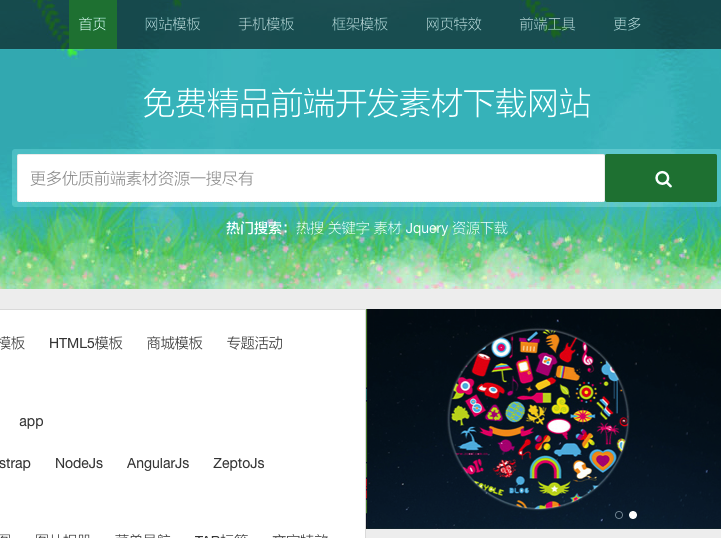 首页 网站模板 手机模板 框架模板 网页特效 前端工具 更多
免费精品前端开发素材下载网站
更多优质前端素材资源一搜尽有
热门搜索：热搜 关键字 素材 Jquery 资源下载
模板 HTML5模板 商城模板 专题活动
app
strap NodeJs AngularJs ZeptoJs
BLOG